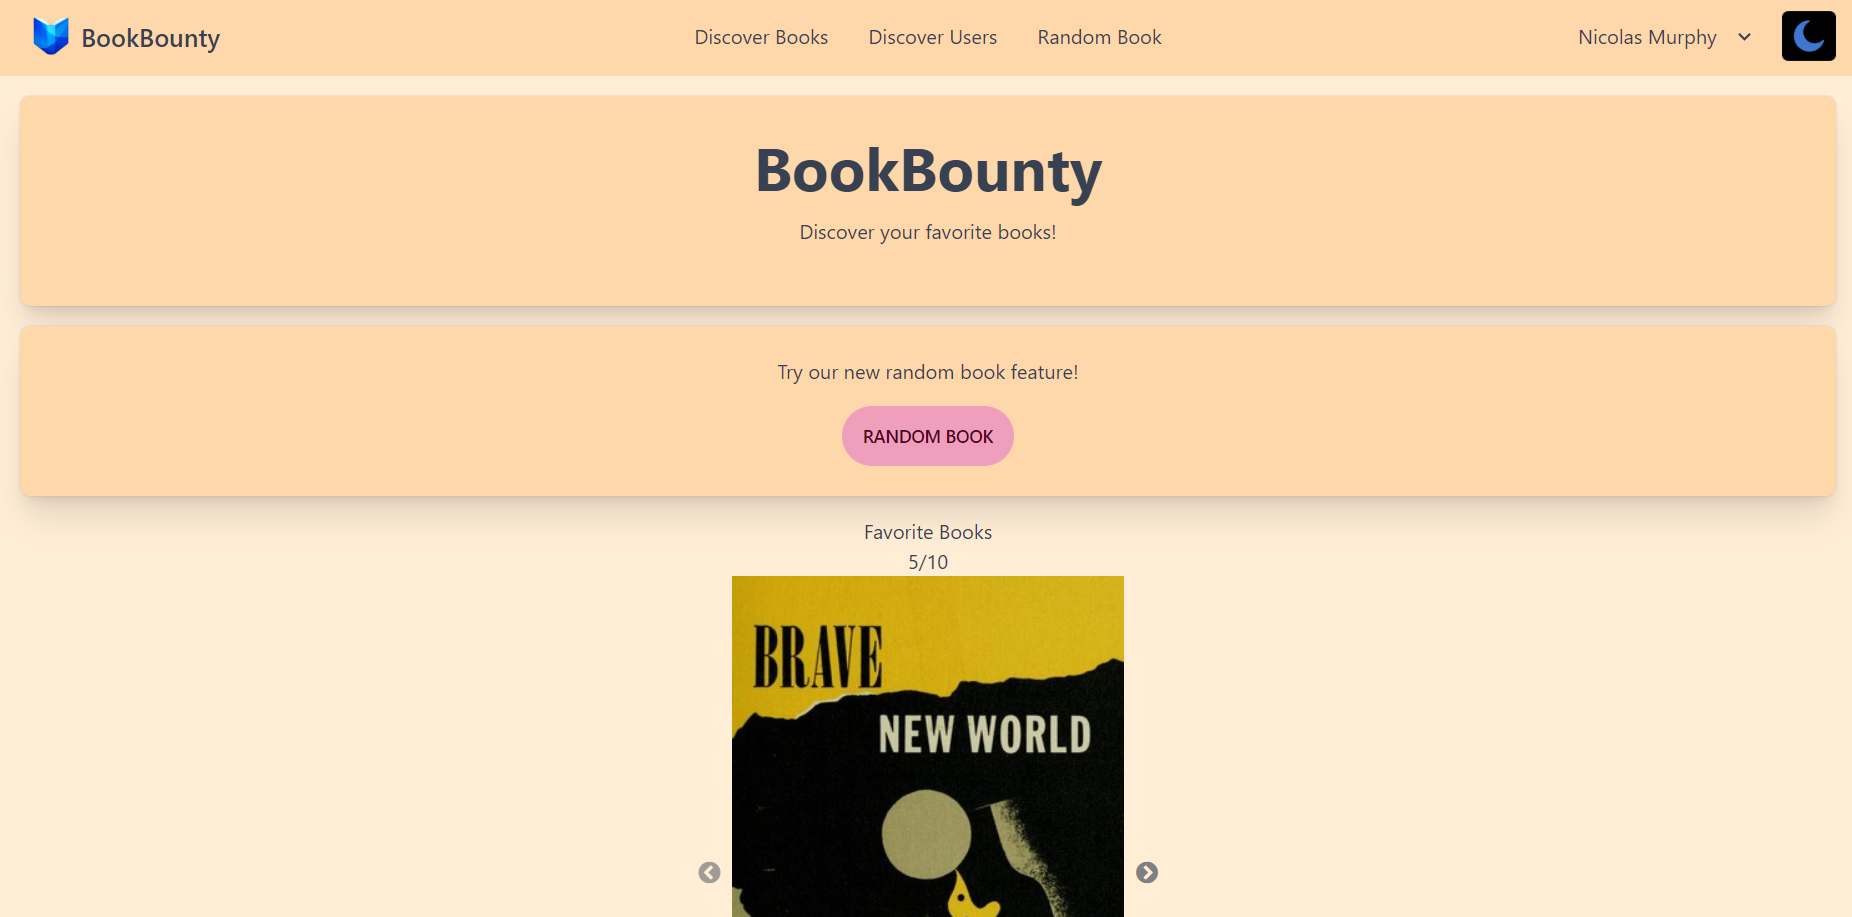 BookBounty
Discover Books
Discover Users
Random Book
Nicolas Murphy
BookBounty
Discover your favorite books!
Try our new random book feature!
RANDOM BOOK
Favorite Books
5/10
BRAVE
NEW WORLD